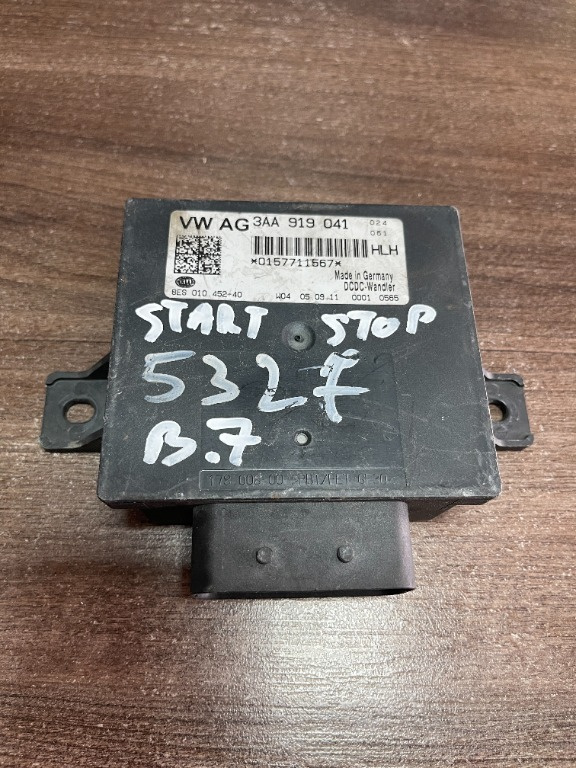 VW AG 3AA 919 041 024
061
HLH
*0157711567*
Made in Germany
DCDC-Wandler
8ES 010 452-40 W04 05.09.11 0001 0565
START STOP
5327
B.7